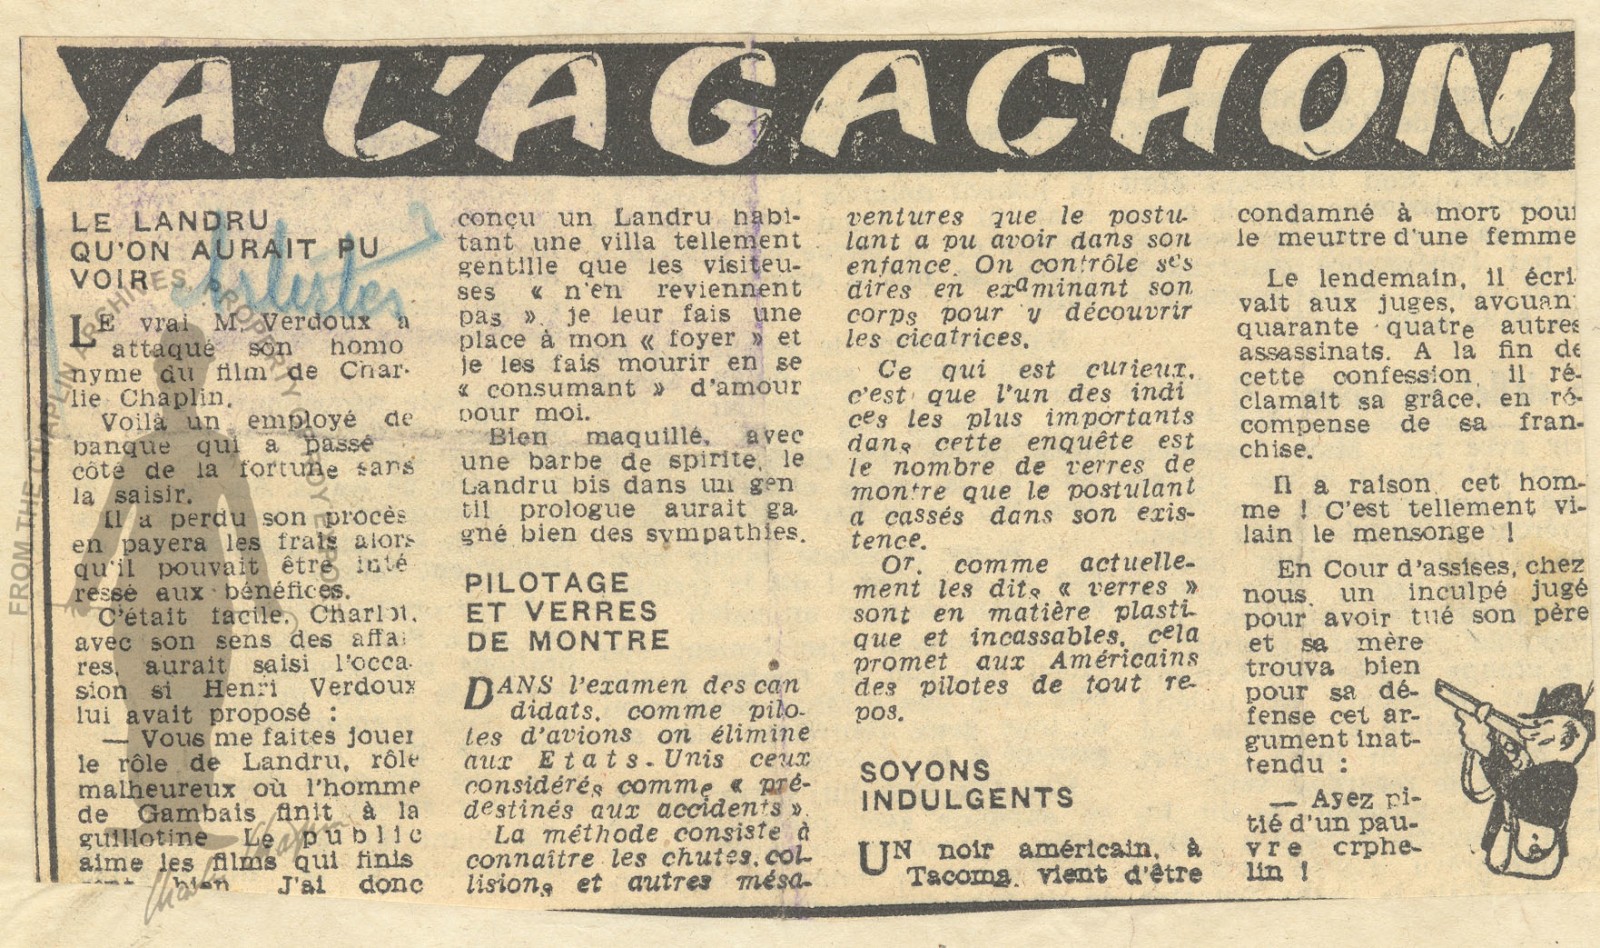 A L'AGACHON
LE LANDRU
QU'ON AURAIT PU
VOIR
LE vrai M. Verdoux a
attaqué son homo
nyme du film de Char-
lie Chaplin.
Voilà un employé de
banque qui a passé
côté de la fortune sans
la saisir.
Il a perdu son procès
en payera les frais alors
qu'il pouvait être inté
ressé aux bénéfices.
C'était facile. Charlot,
avec son sens des affai
res, aurait saisi l'occa
sion si Henri Verdoux
lui avait proposé :
— Vous me faites jouer
le rôle de Landru, rôle
malheureux où l'homme
de Gambais finit à la
guillotine Le public
aime les films qui finis
sent bien J'ai donc
conçu un Landru habi-
tant une villa tellement
gentille que les visiteu-
ses « n'en reviennent
pas », je leur fais une
place à mon « foyer » et
je les fais mourir en se
« consumant » d'amour
pour moi.
Bien maquillé, avec
une barbe de spirite, le
Landru bis dans un gen
til prologue aurait ga
gné bien des sympathies.
PILOTAGE
ET VERRES
DE MONTRE
DANS l'examen des can
didats, comme pilo-
tes d'avions on élimine
aux Etats-Unis ceux
considérés comme « pré-
destinés aux accidents ».
La méthode consiste à
connaître les chutes, col-
lisions et autres mésa-
ventures que le postu-
lant a pu avoir dans son
enfance. On contrôle ses
dires en examinant son
corps pour y découvrir
les cicatrices.
Ce qui est curieux,
c'est que l'un des indi
ces les plus importants
dans cette enquête est
le nombre de verres de
montre que le postulant
a cassés dans son exis-
tence.
Or, comme actuelle-
ment les dits « verres »
sont en matière plasti-
que et incassables, cela
promet aux Américains
des pilotes de tout re-
pos.
SOYONS
INDULGENTS
UN noir américain, à
Tacoma, vient d'être
condamné à mort pour
le meurtre d'une femme
Le lendemain, il écri
vait aux juges, avouan
quarante quatre autres
assassinats. A la fin de
cette confession, il ré-
clamait sa grâce, en ré-
compense de sa fran-
chise.
Il a raison cet hom-
me ! C'est tellement vi-
lain le mensonge !
En Cour d'assises, chez
nous, un inculpé jugé
pour avoir tué son père
et sa mère
trouva bien
pour sa dé-
fense cet ar-
gument inat-
tendu :
— Ayez pi-
tié d'un pau-
vre orphe-
lin !
FROM THE CHAPLIN ARCHIVES, PROPERTY OF ROY EXPORT
Charlie Chaplin